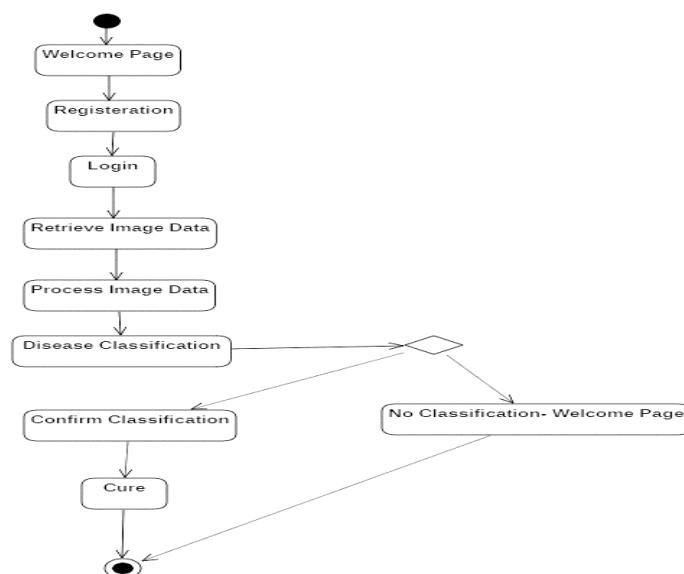 Welcome Page
Registeration
Login
Retrieve Image Data
Process Image Data
Disease Classification
Confirm Classification
No Classification- Welcome Page
Cure